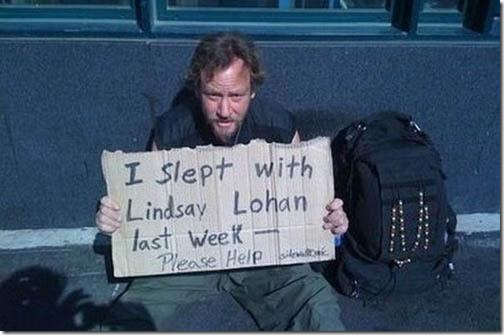 I slept with
Lindsay Lohan
last week —
Please Help